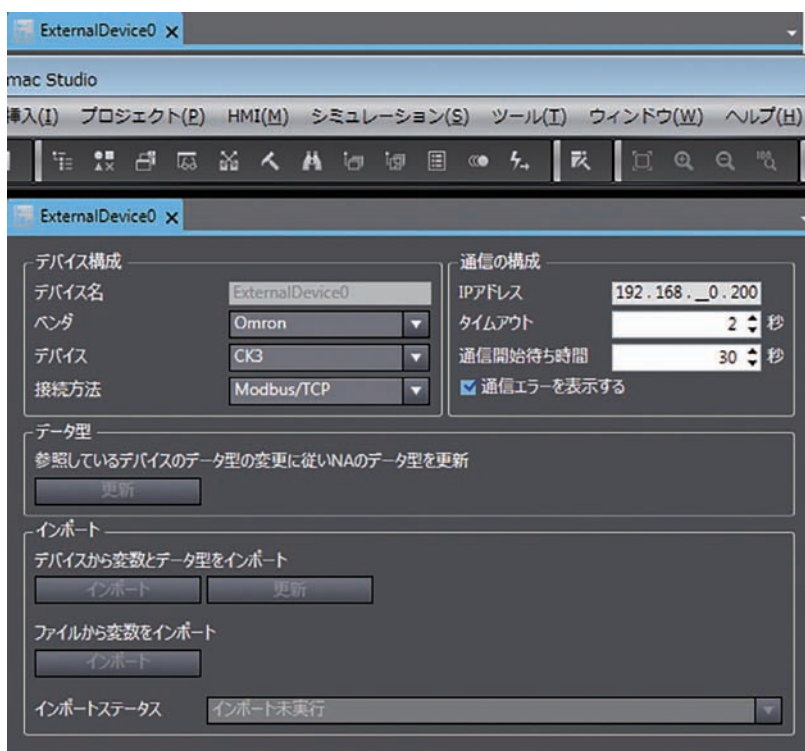 ExternalDevice0
mac Studio
挿入(I) プロジェクト(P) HMI(M) シミュレーション(S) ツール(T) ウィンドウ(W) ヘルプ(H)
ExternalDevice0
デバイス構成
デバイス名 ExternalDevice0
ベンダ Omron
デバイス CK3
接続方法 Modbus/TCP
通信の構成
IPアドレス 192.168.__0.200
タイムアウト 2 秒
通信開始待ち時間 30 秒
通信エラーを表示する
データ型
参照しているデバイスのデータ型の変更に従いNAのデータ型を更新
更新
インポート
デバイスから変数とデータ型をインポート
インポート 更新
ファイルから変数をインポート
インポート
インポートステータス インポート未実行